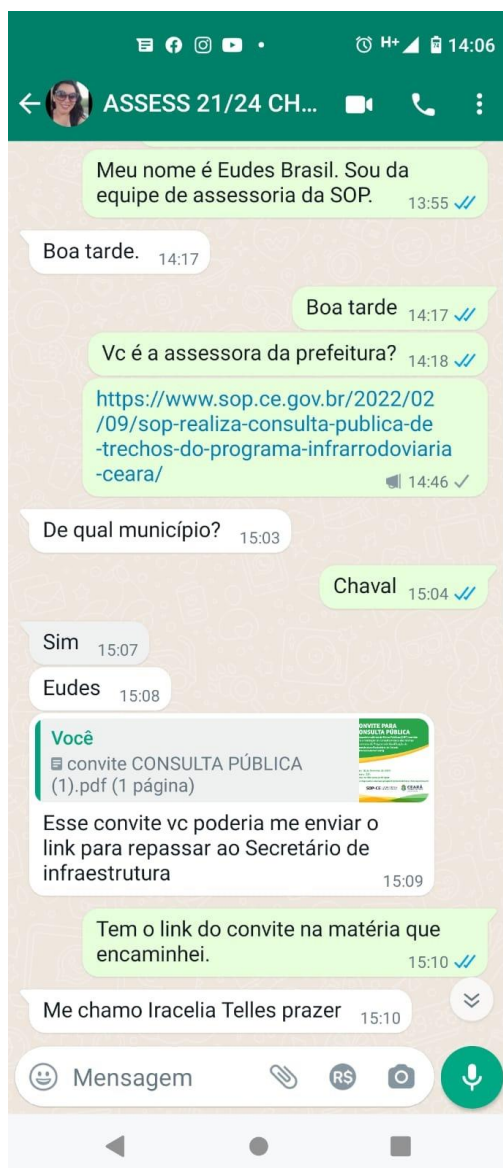 H+ 14:06
ASSESS 21/24 CH...
Meu nome é Eudes Brasil. Sou da
equipe de assessoria da SOP. 13:55
Boa tarde. 14:17
Boa tarde 14:17
Vc é a assessora da prefeitura? 14:18
https://www.sop.ce.gov.br/2022/02
/09/sop-realiza-consulta-publica-de
-trechos-do-programa-infrarrodoviaria
-ceara/
14:46
De qual município? 15:03
Chaval 15:04
Sim 15:07
Eudes 15:08
Você
convite CONSULTA PÚBLICA
(1).pdf (1 página)
CONVITE PARA
CONSULTA PÚBLICA
CEARÁ
Esse convite vc poderia me enviar o
link para repassar ao Secretário de
infraestrutura
15:09
Tem o link do convite na matéria que
encaminhei. 15:10
Me chamo Iracelia Telles prazer 15:10
Mensagem R$